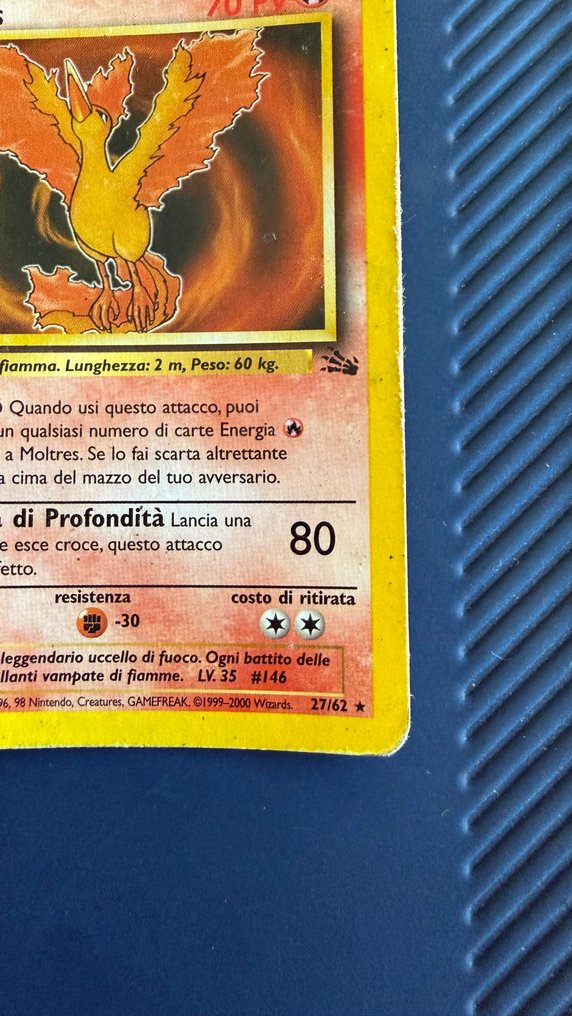 s
70 PV
fiamma. Lunghezza: 2 m, Peso: 60 kg.
Quando usi questo attacco, puoi
un qualsiasi numero di carte Energia
a Moltres. Se lo fai scarta altrettante
a cima del mazzo del tuo avversario.
a di Profondità Lancia una
e esce croce, questo attacco
fetto.
80
resistenza
costo di ritirata
-30
leggendario uccello di fuoco. Ogni battito delle
llanti vampate di fiamme. LV. 35 #146
96, 98 Nintendo, Creatures, GAMEFREAK. ©1999–2000 Wizards. 27/62 ★